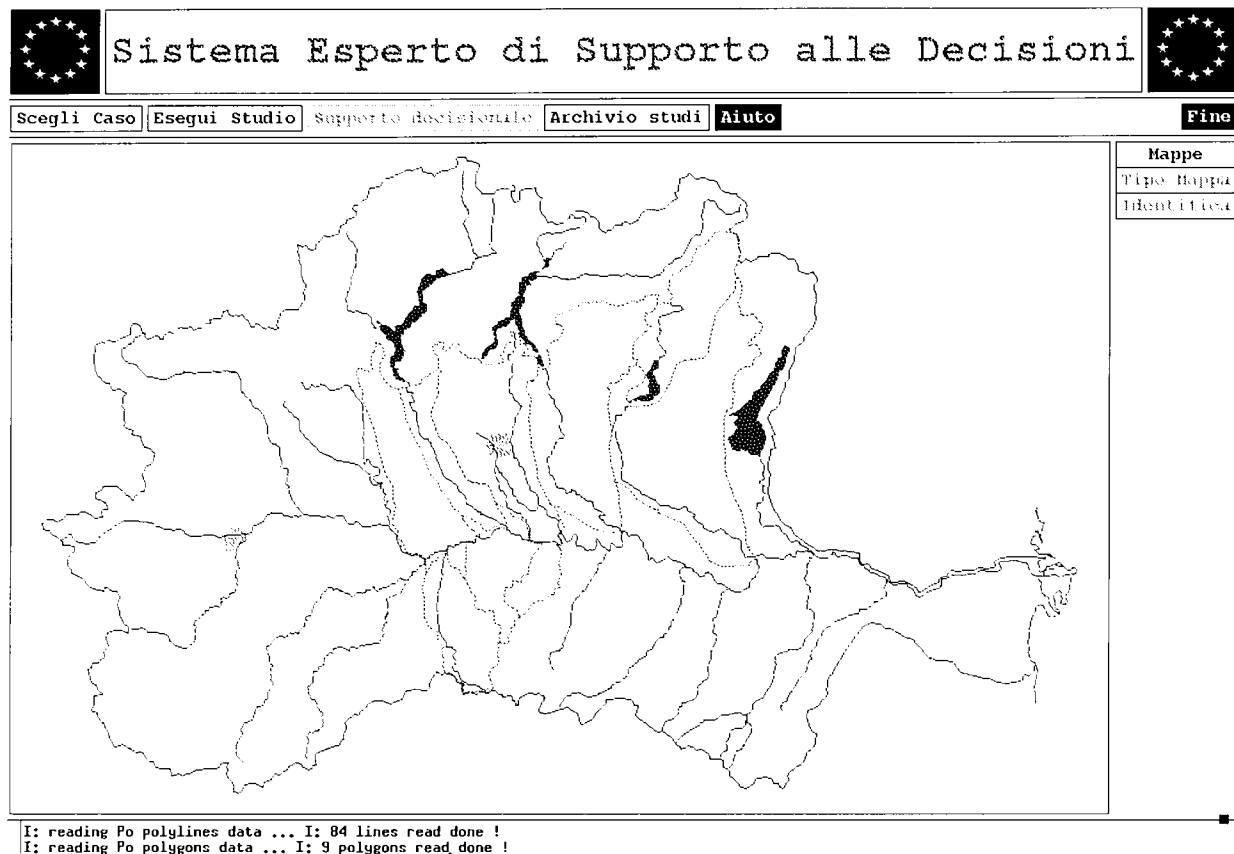 Sistema Esperto di Supporto alle Decisioni
Scegli Caso Esegui Studio Supporto decisionale Archivio studi Aiuto Fine
Mappe
Tipo Mappa
Identifica
I: reading Po polylines data ... I: 84 lines read done !
I: reading Po polygons data ... I: 9 polygons read done !